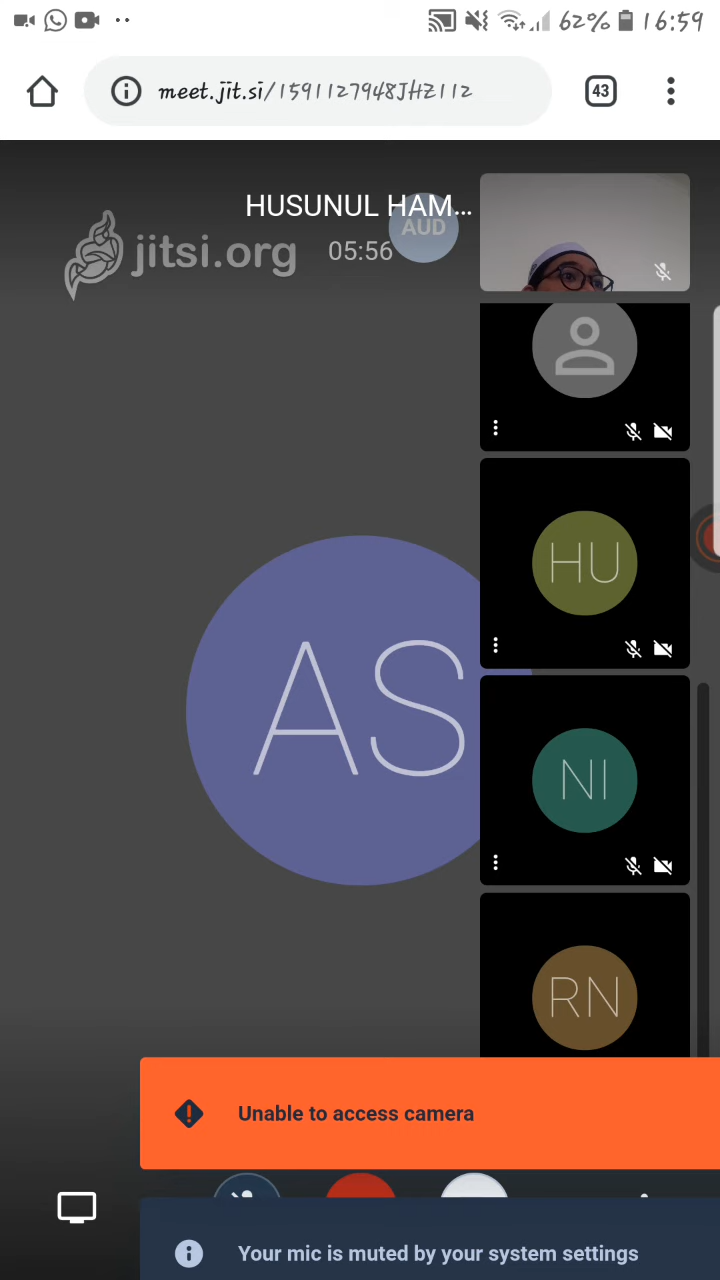 62% 16:59
meet.jit.si/1591127948JHZ112
43
HUSUNUL HAM...
AUD
jitsi.org
05:56
HU
AS
NI
RN
Unable to access camera
Your mic is muted by your system settings